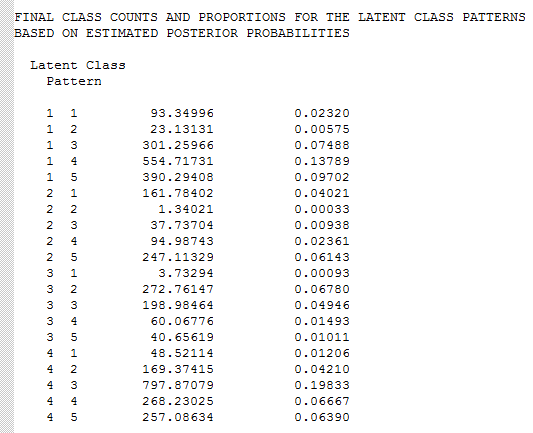 FINAL CLASS COUNTS AND PROPORTIONS FOR THE LATENT CLASS PATTERNS
BASED ON ESTIMATED POSTERIOR PROBABILITIES
Latent Class
Pattern
1 1 93.34996 0.02320
1 2 23.13131 0.00575
1 3 301.25966 0.07488
1 4 554.71731 0.13789
1 5 390.29408 0.09702
2 1 161.78402 0.04021
2 2 1.34021 0.00033
2 3 37.73704 0.00938
2 4 94.98743 0.02361
2 5 247.11329 0.06143
3 1 3.73294 0.00093
3 2 272.76147 0.06780
3 3 198.98464 0.04946
3 4 60.06776 0.01493
3 5 40.65619 0.01011
4 1 48.52114 0.01206
4 2 169.37415 0.04210
4 3 797.87079 0.19833
4 4 268.23025 0.06667
4 5 257.08634 0.06390